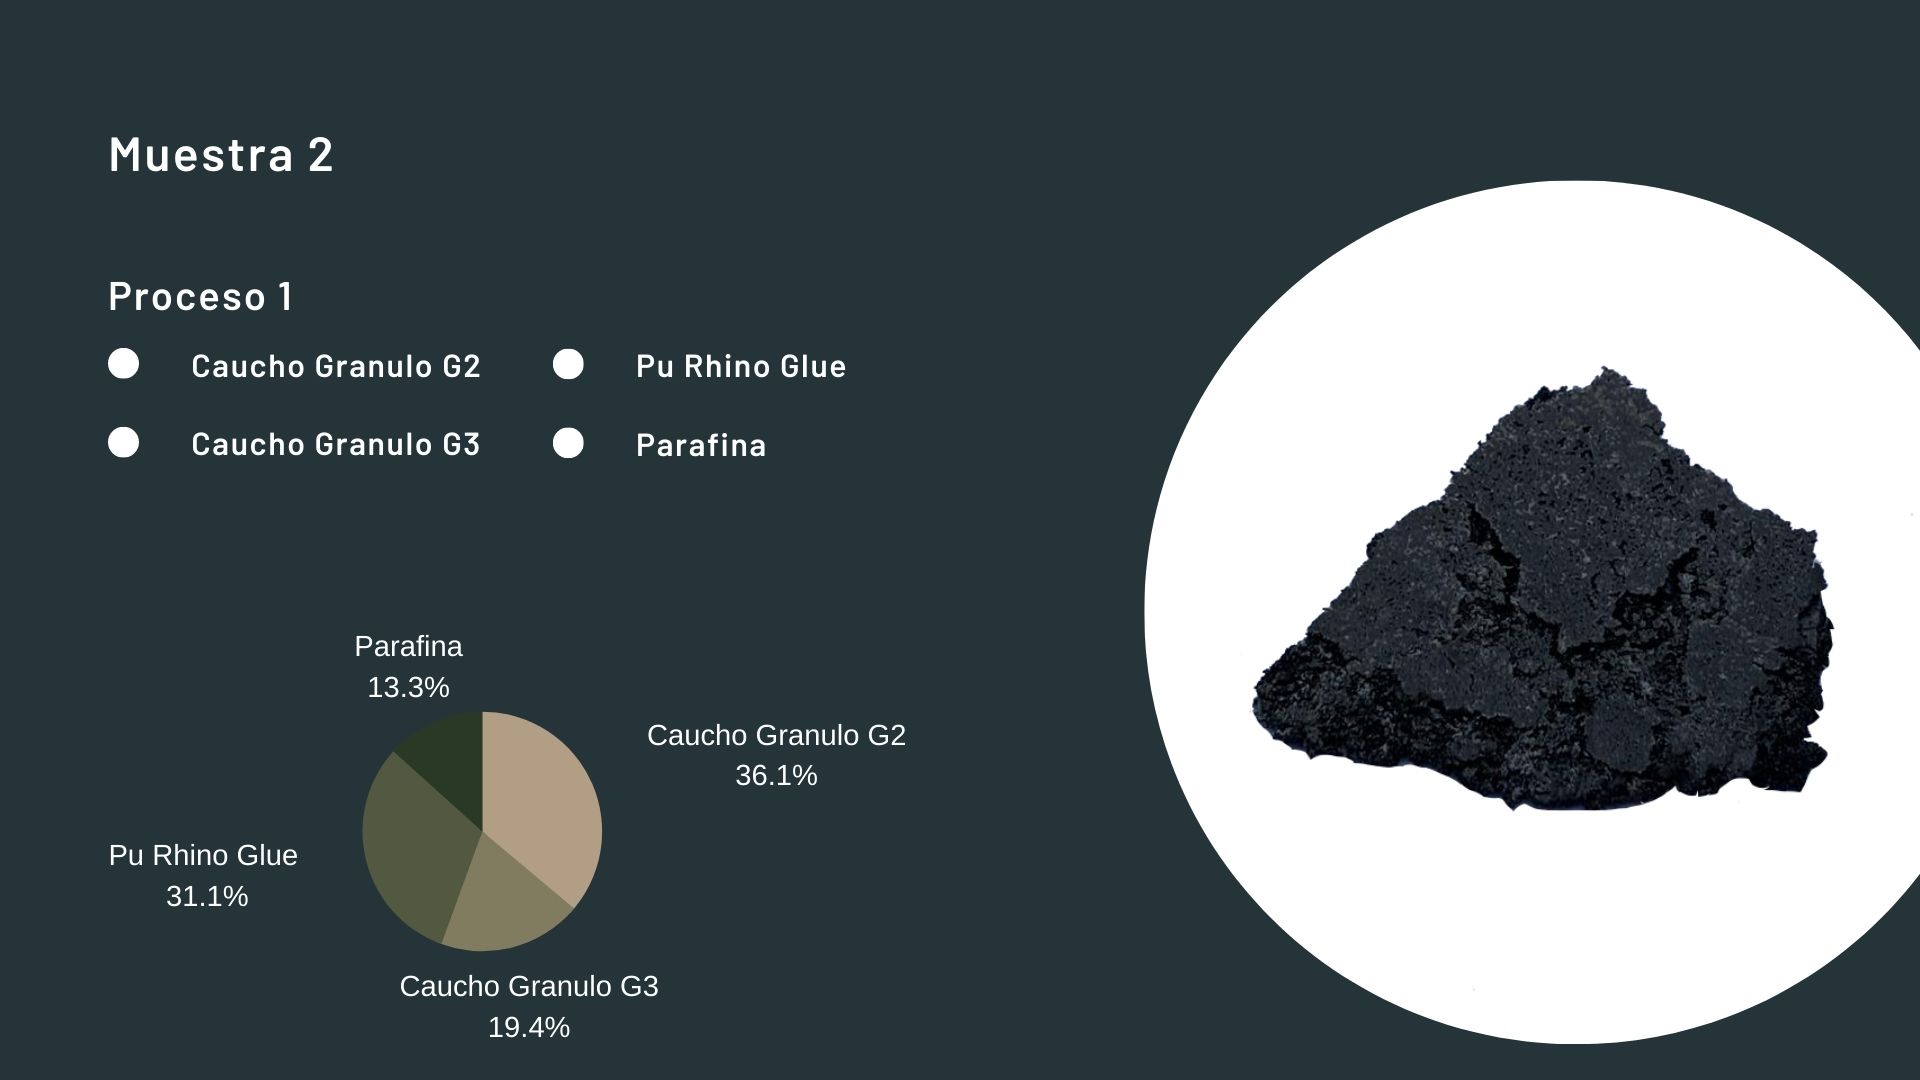 Muestra 2
Proceso 1
Caucho Granulo G2
Pu Rhino Glue
Caucho Granulo G3
Parafina
Parafina
13.3%
Caucho Granulo G2
36.1%
Pu Rhino Glue
31.1%
Caucho Granulo G3
19.4%